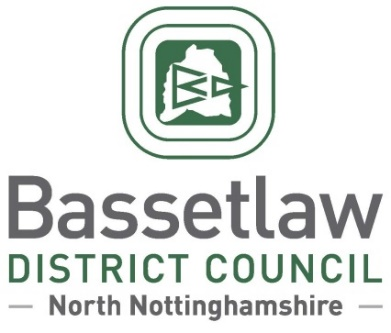 Bassetlaw
DISTRICT COUNCIL
North Nottinghamshire